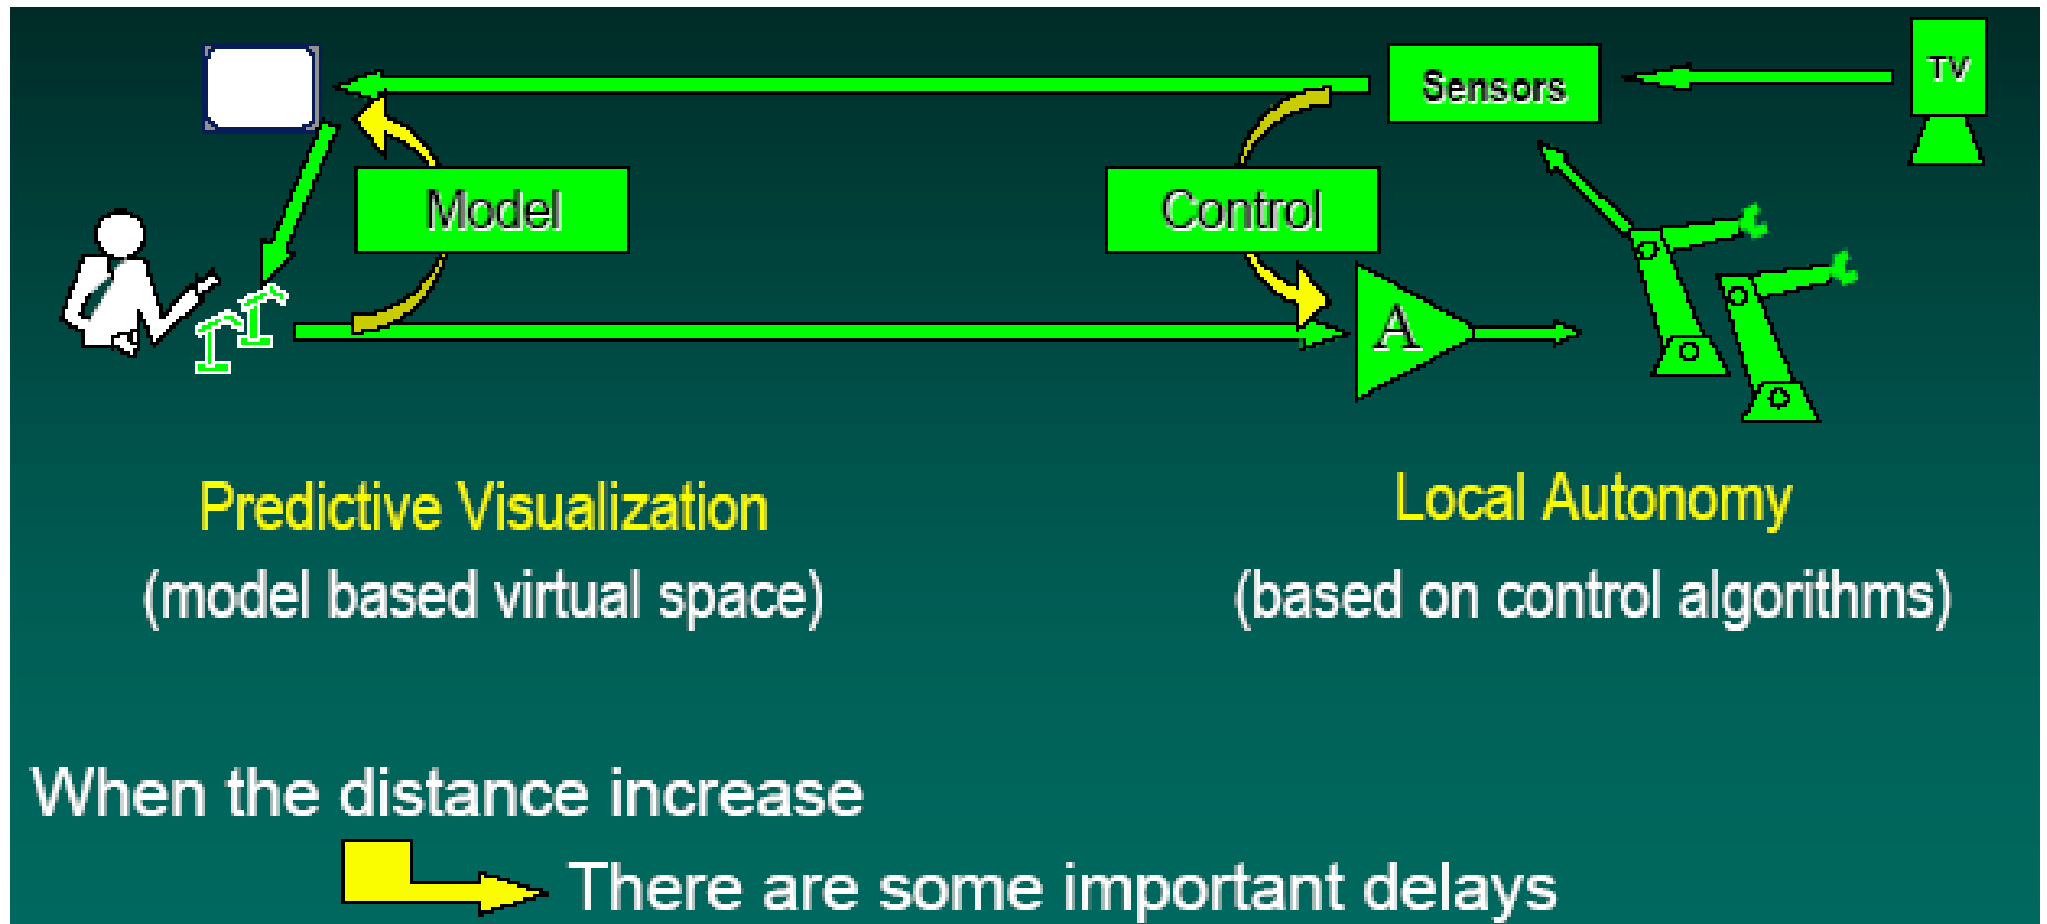 TV
Sensors
Model
Control
A
Predictive Visualization
Local Autonomy
(model based virtual space)
(based on control algorithms)
When the distance increase
There are some important delays